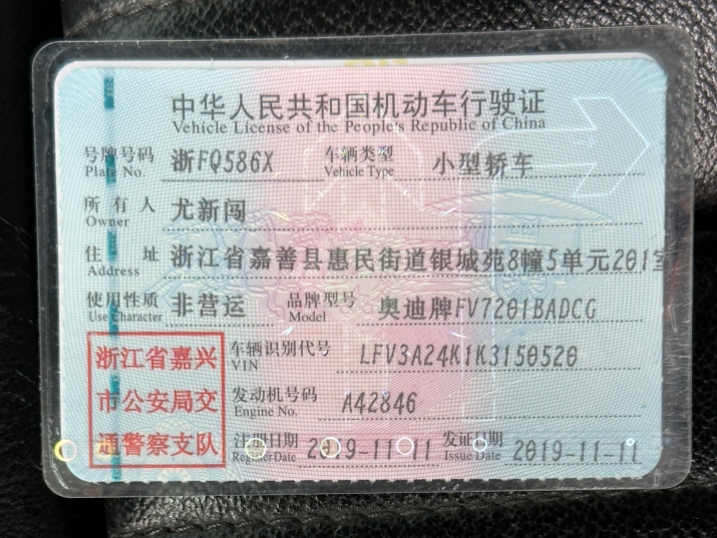 中华人民共和国机动车行驶证
Vehicle License of the People's Republic of China
号牌号码 浙FQ586X 车辆类型 小型轿车
Plate No. Vehicle Type
所有人 尤新闯
Owner
住址 浙江省嘉善县惠民街道银城苑8幢5单元201室
Address
使用性质 非营运 品牌型号 奥迪牌FV7201BADCG
Use Character Model
浙江省嘉兴
市公安局交
通警察支队
车辆识别代号 LFV3A24K1K3150520
VIN
发动机号码 A42846
Engine No.
注册日期 2019-11-11 发证日期 2019-11-11
Register Date Issue Date